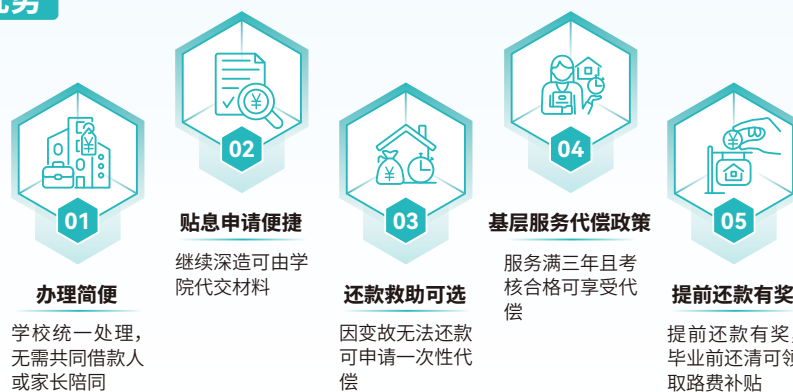 01
办理简便
学校统一处理，
无需共同借款人
或家长陪同
02
贴息申请便捷
继续深造可由学
院代交材料
03
还款救助可选
因变故无法还款
可申请一次性代
偿
04
基层服务代偿政策
服务满三年且考
核合格可享受代
偿
05
提前还款有奖
提前还款有奖，
毕业前还清可领
取路费补贴